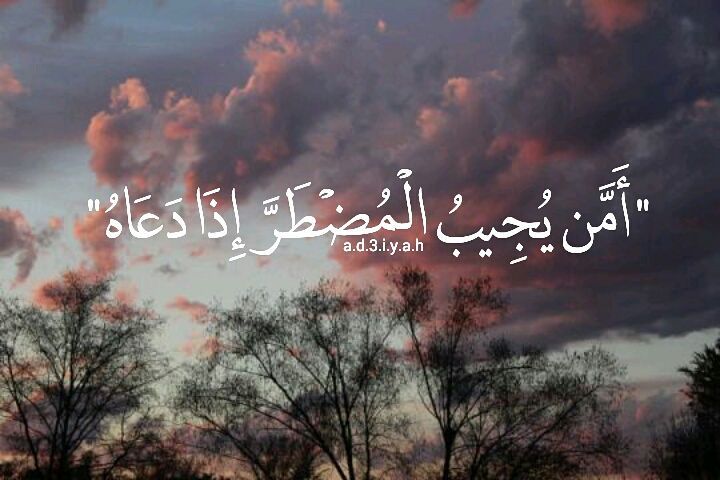 "أَمَّن يُجِيبُ الْمُضْطَرَّ إِذَا دَعَاهُ"
a.d.3.i.y.a.h